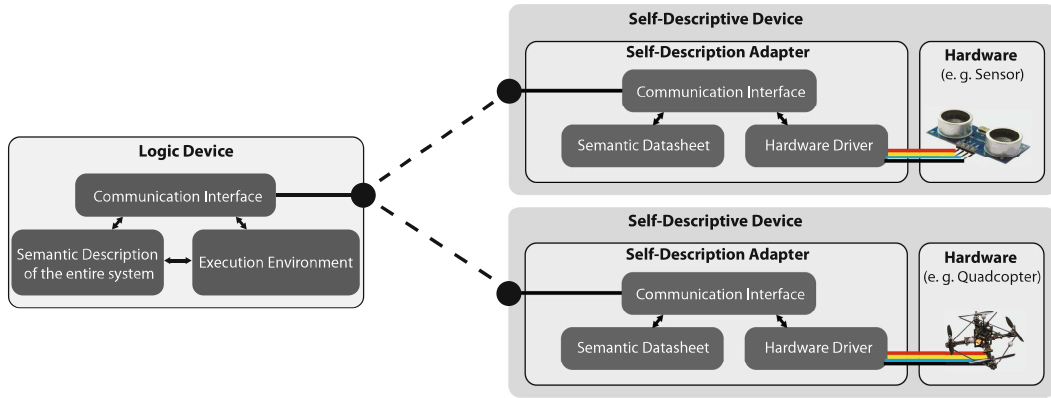 Logic Device
Communication Interface
Semantic Description
of the entire system
Execution Environment
Self-Descriptive Device
Self-Description Adapter
Communication Interface
Semantic Datasheet
Hardware Driver
Hardware
(e. g. Sensor)
Self-Descriptive Device
Self-Description Adapter
Communication Interface
Semantic Datasheet
Hardware Driver
Hardware
(e. g. Quadcopter)